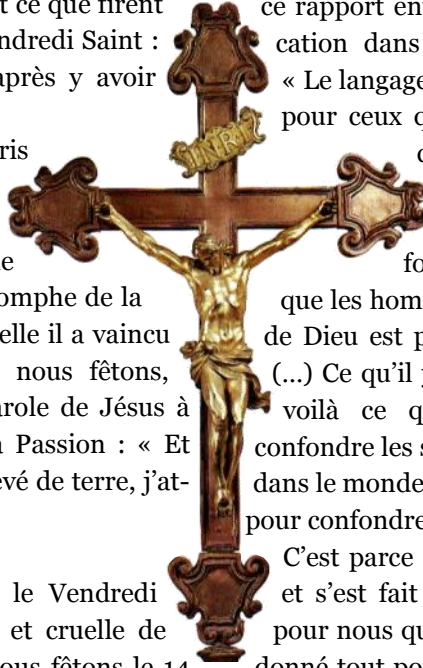 t ce que firent
ndredi Saint :
après y avoir
ris
e
omphe de la
elle il a vaincu
nous fêtons,
arole de Jésus à
Passion : « Et
vé de terre, j’at-
le Vendredi
et cruelle de
ous fêtons le 14
INRI
ce rapport en
cation dans
« Le langage
pour ceux q
fo
que les hom
de Dieu est p
(...) Ce qu’il y
voilà ce q
confondre les s
dans le monde
pour confondre
C’est parce
et s’est fait
pour nous qu
donné tout po